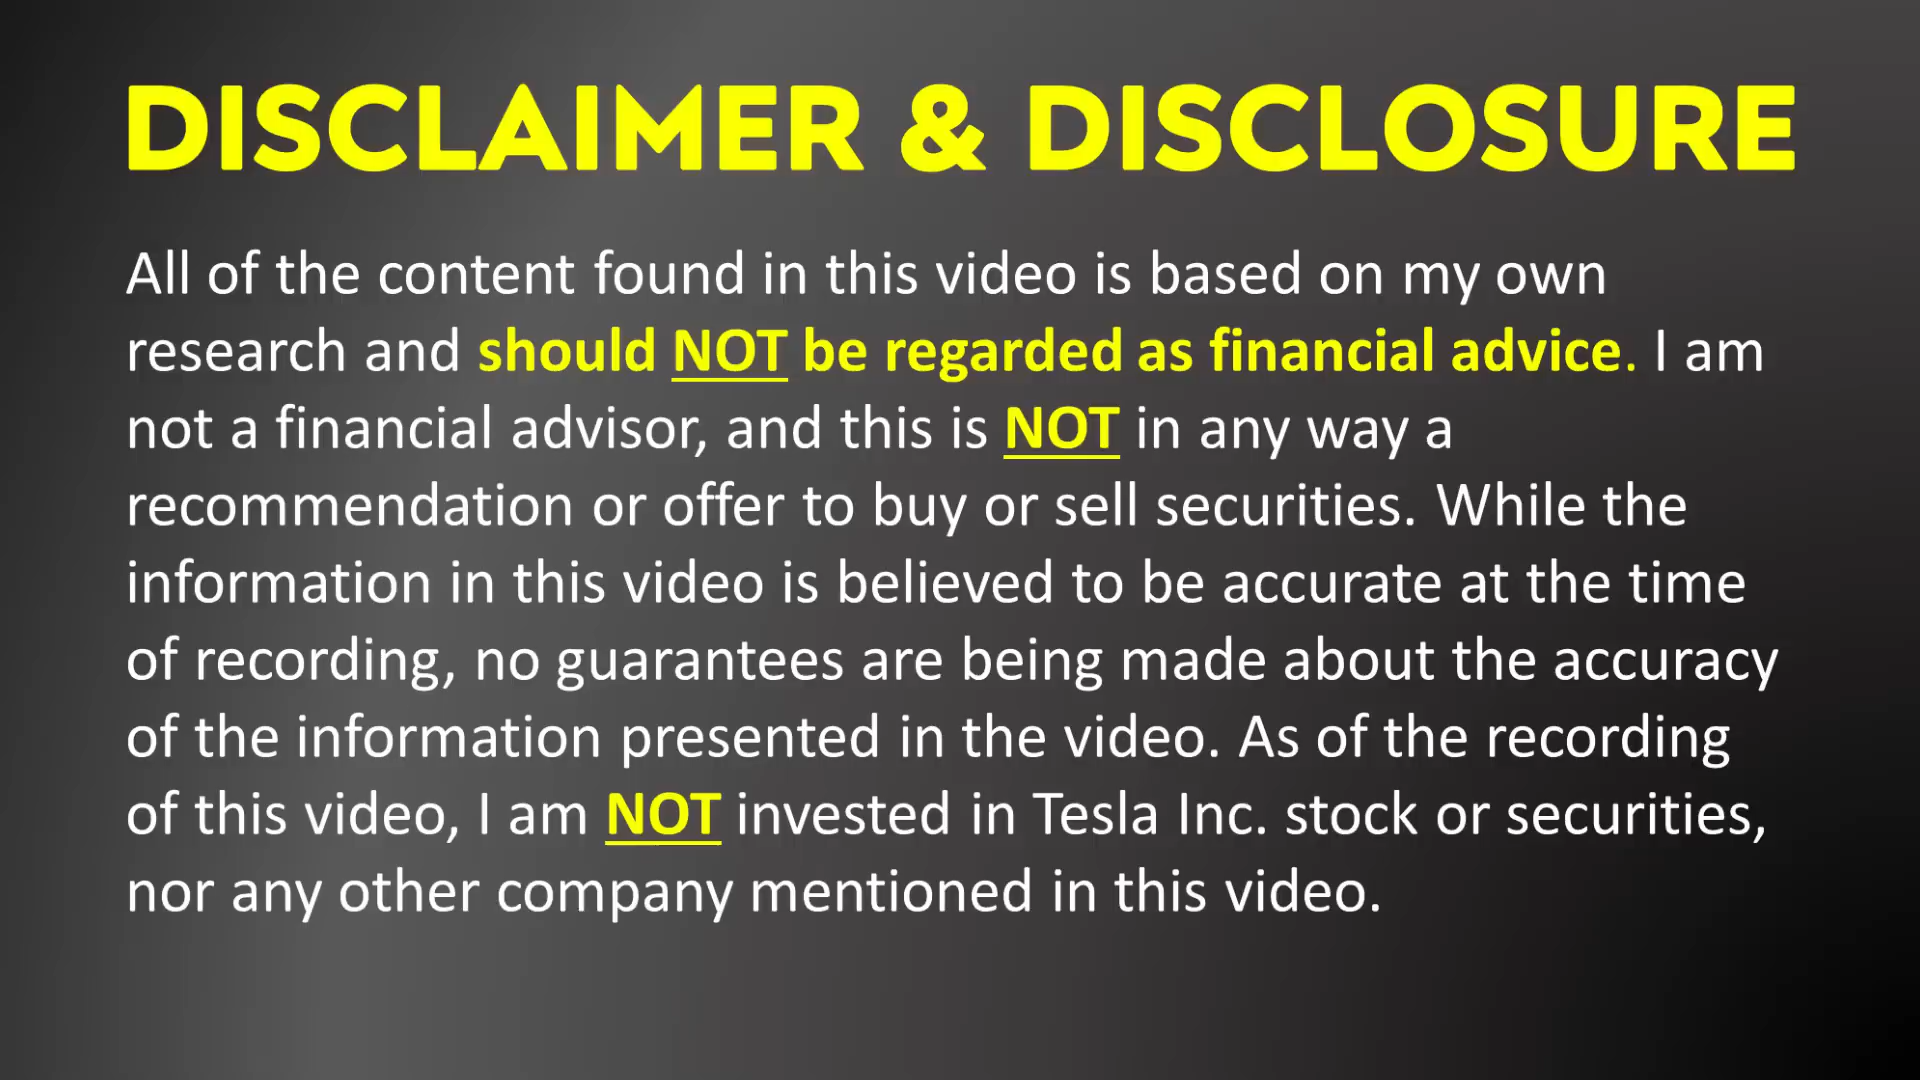 DISCLAIMER & DISCLOSURE
All of the content found in this video is based on my own
research and should NOT be regarded as financial advice. I am
not a financial advisor, and this is NOT in any way a
recommendation or offer to buy or sell securities. While the
information in this video is believed to be accurate at the time
of recording, no guarantees are being made about the accuracy
of the information presented in the video. As of the recording
of this video, I am NOT invested in Tesla Inc. stock or securities,
nor any other company mentioned in this video.